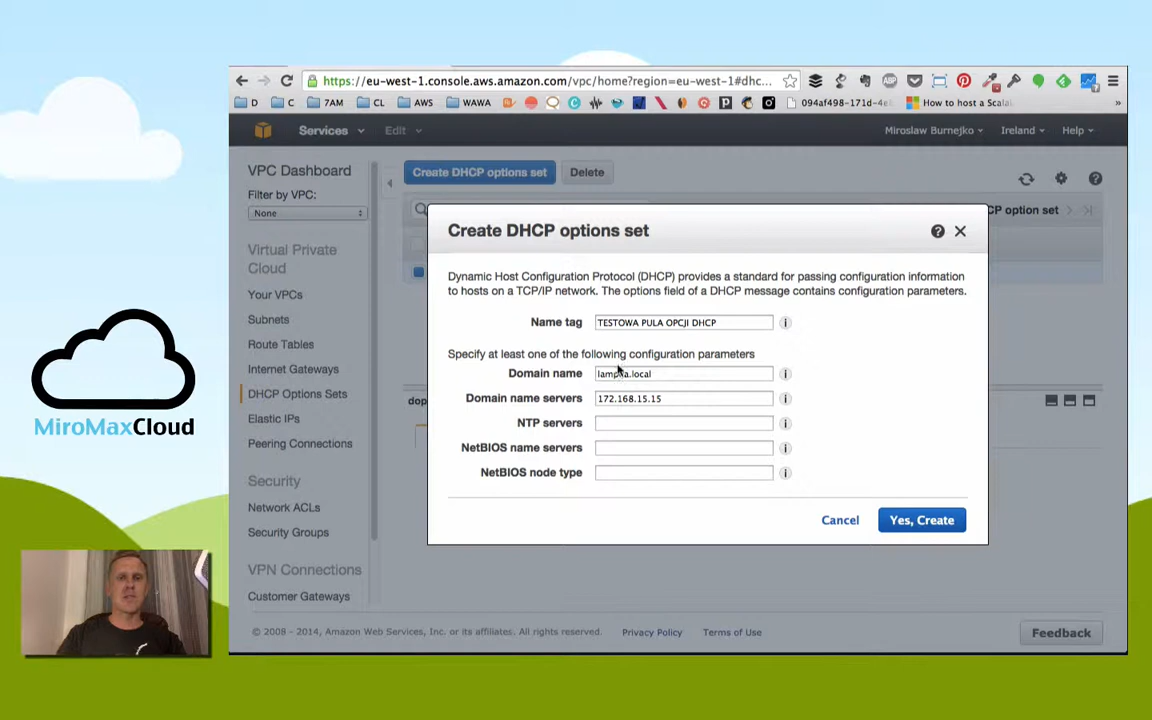 https://eu-west-1.console.aws.amazon.com/vpc/home?region=eu-west-1#dhc...
D C 7AM CL AWS WAWA 094af498-171d-4e How to host a Scala »
Services Edit Miroslaw Burnejko Ireland Help
VPC Dashboard
Filter by VPC:
None
Virtual Private
Cloud
Your VPCs
Subnets
Route Tables
Internet Gateways
DHCP Options Sets
Elastic IPs
Peering Connections
Security
Network ACLs
Security Groups
VPN Connections
Customer Gateways
Create DHCP options set Delete
CP option set
dop
Create DHCP options set
Dynamic Host Configuration Protocol (DHCP) provides a standard for passing configuration information
to hosts on a TCP/IP network. The options field of a DHCP message contains configuration parameters.
Name tag TESTOWA PULA OPCJI DHCP
Specify at least one of the following configuration parameters
Domain name .local
Domain name servers 172.168.15.15
NTP servers
NetBIOS name servers
NetBIOS node type
Cancel Yes, Create
© 2008 - 2014, Amazon Web Services, Inc. or its affiliates. All rights reserved. Privacy Policy Terms of Use
Feedback
MiroMaxCloud